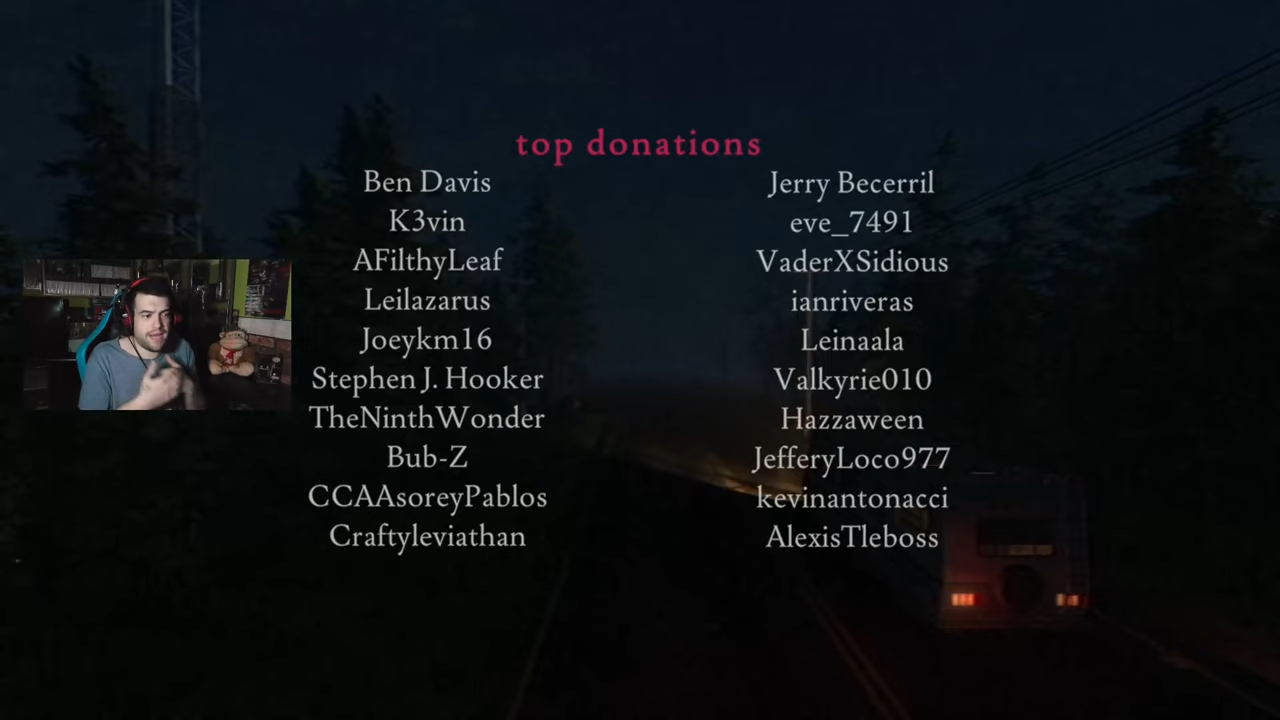 top donations
Ben Davis
K3vin
AFilthyLeaf
Leilazarus
Joeykm16
Stephen J. Hooker
TheNinthWonder
Bub-Z
CCAAsoreyPablos
Craftyleviathan
Jerry Becerril
eve_7491
VaderXSidious
ianriveras
Leinaala
Valkyrie010
Hazzaween
JefferyLoco977
kevinantonacci
AlexisTleboss